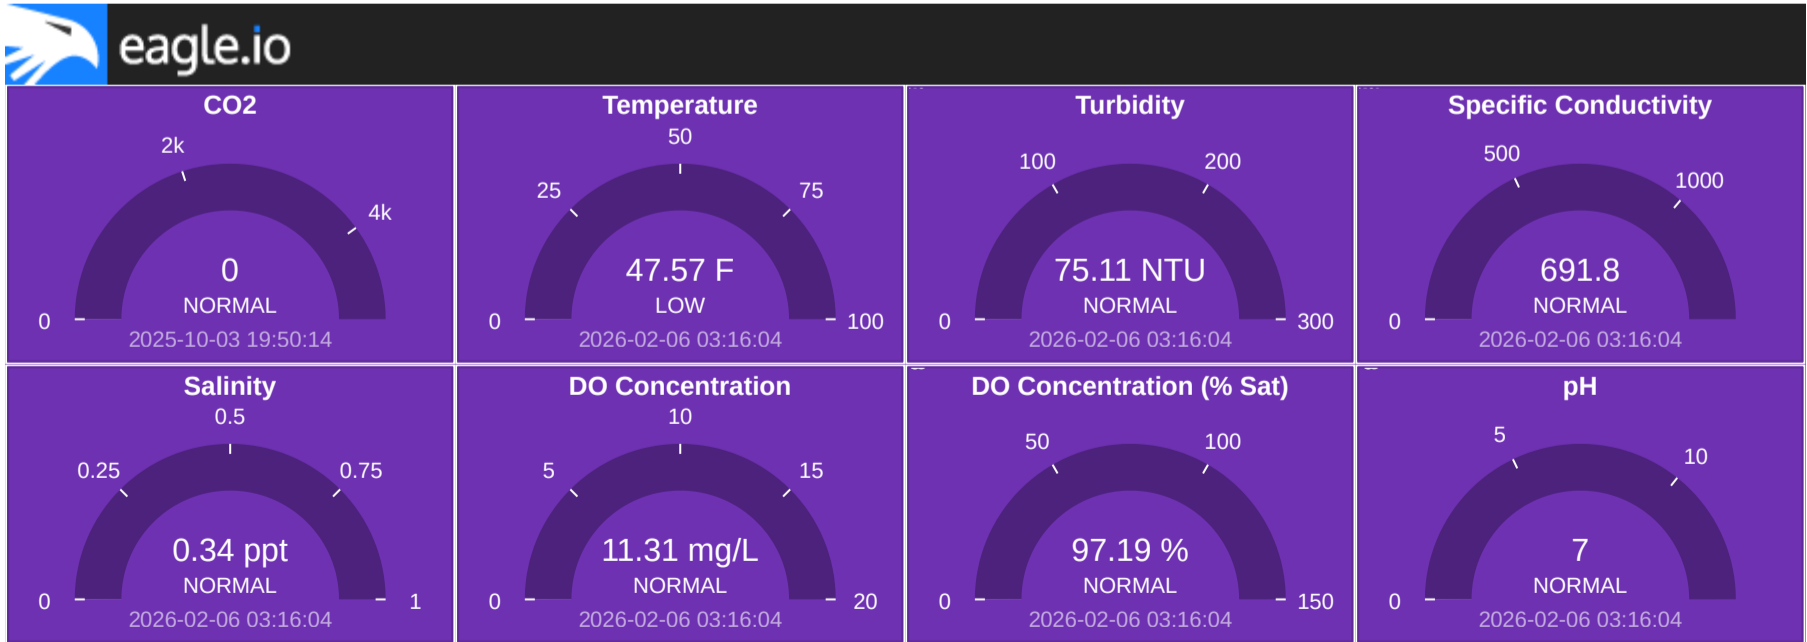 eagle.io
CO2
2k
4k
0
NORMAL
0
2025-10-03 19:50:14
Temperature
50
25
75
47.57 F
LOW
0
100
2026-02-06 03:16:04
Turbidity
100
200
75.11 NTU
NORMAL
0
300
2026-02-06 03:16:04
Specific Conductivity
500
1000
691.8
NORMAL
0
2026-02-06 03:16:04
Salinity
0.5
0.25
0.75
0.34 ppt
NORMAL
0
1
2026-02-06 03:16:04
DO Concentration
10
5
15
11.31 mg/L
NORMAL
0
20
2026-02-06 03:16:04
DO Concentration (% Sat)
50
100
97.19 %
NORMAL
0
150
2026-02-06 03:16:04
pH
5
10
7
NORMAL
0
2026-02-06 03:16:04